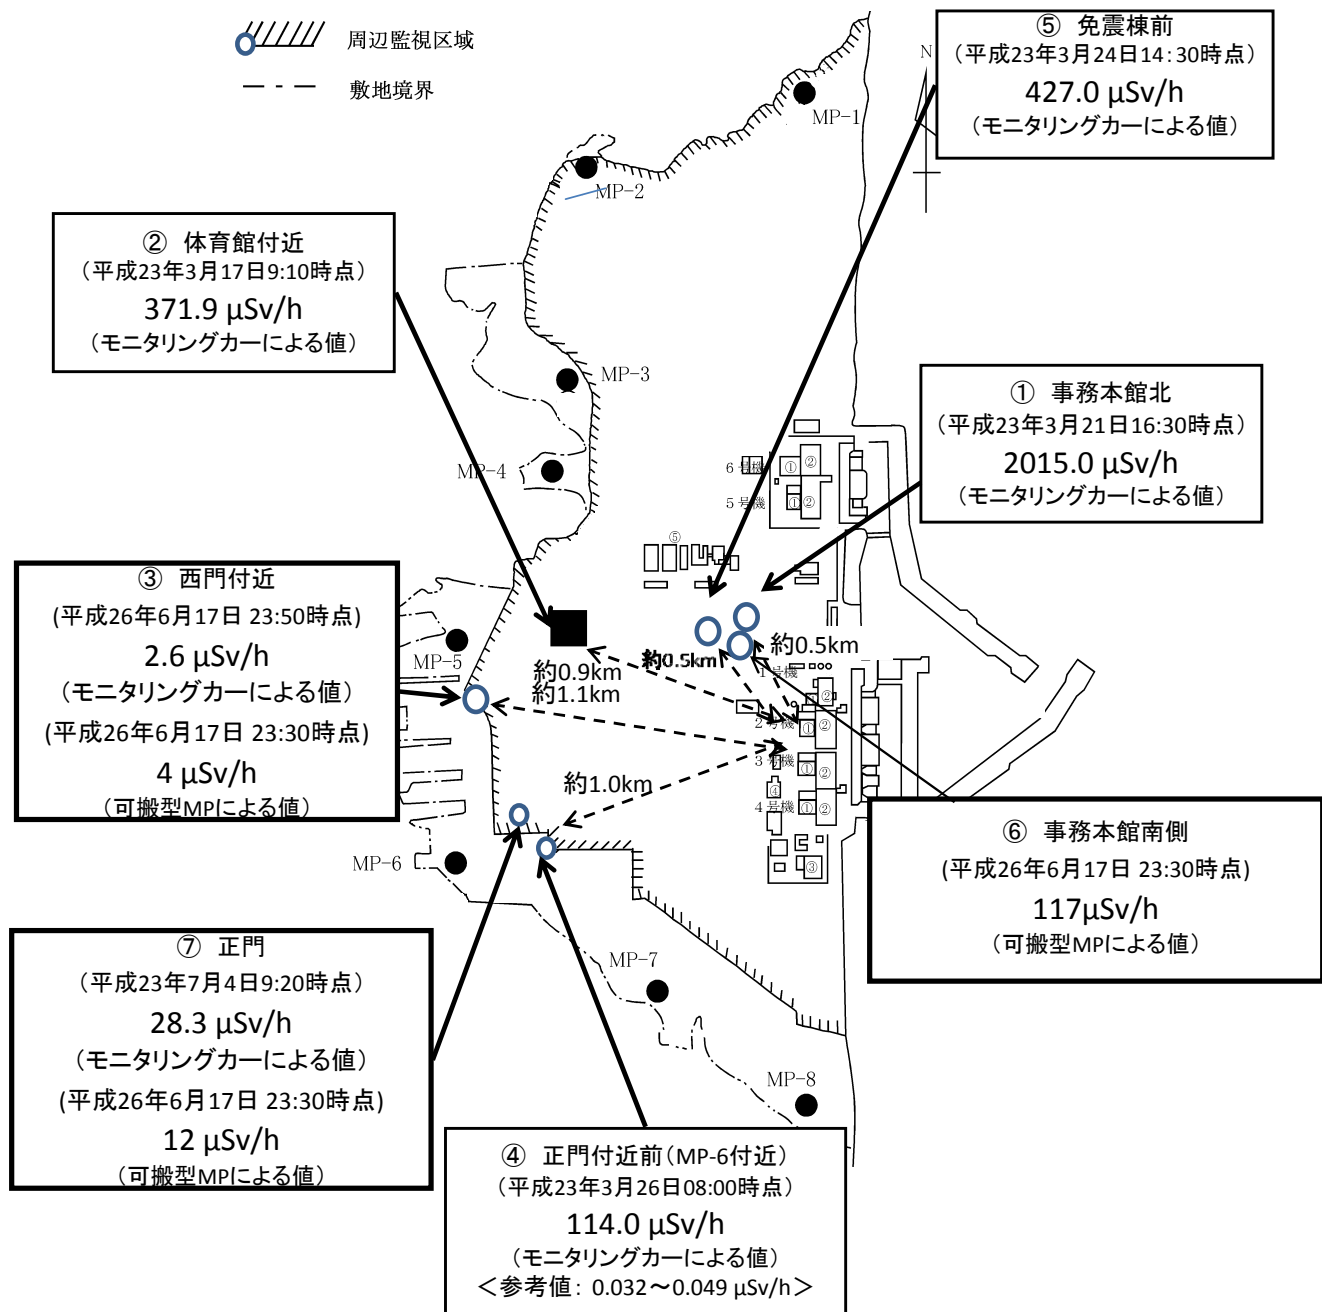 周辺監視区域
敷地境界
⑤ 免震棟前
（平成23年3月24日14:30時点）
427.0 μSv/h
（モニタリングカーによる値）
N
MP-1
MP-2
② 体育館付近
（平成23年3月17日9:10時点）
371.9 μSv/h
（モニタリングカーによる値）
MP-3
MP-4
① 事務本館北
（平成23年3月21日16:30時点）
2015.0 μSv/h
（モニタリングカーによる値）
6号機
①
②
5号機
①
②
⑤
③ 西門付近
(平成26年6月17日 23:50時点)
2.6 μSv/h
（モニタリングカーによる値）
(平成26年6月17日 23:30時点)
4 μSv/h
（可搬型MPによる値）
MP-5
約0.9km
約1.1km
約0.5km
約0.5km
1号機
②
2号機
①
②
3号機
①
②
④
4号機
①
②
③
約1.0km
MP-6
⑥ 事務本館南側
(平成26年6月17日 23:30時点)
117μSv/h
（可搬型MPによる値）
⑦ 正門
（平成23年7月4日9:20時点）
28.3 μSv/h
（モニタリングカーによる値）
(平成26年6月17日 23:30時点)
12 μSv/h
（可搬型MPによる値）
MP-7
MP-8
④ 正門付近前（MP-6付近）
（平成23年3月26日08:00時点）
114.0 μSv/h
（モニタリングカーによる値）
＜参考値: 0.032～0.049 μSv/h＞